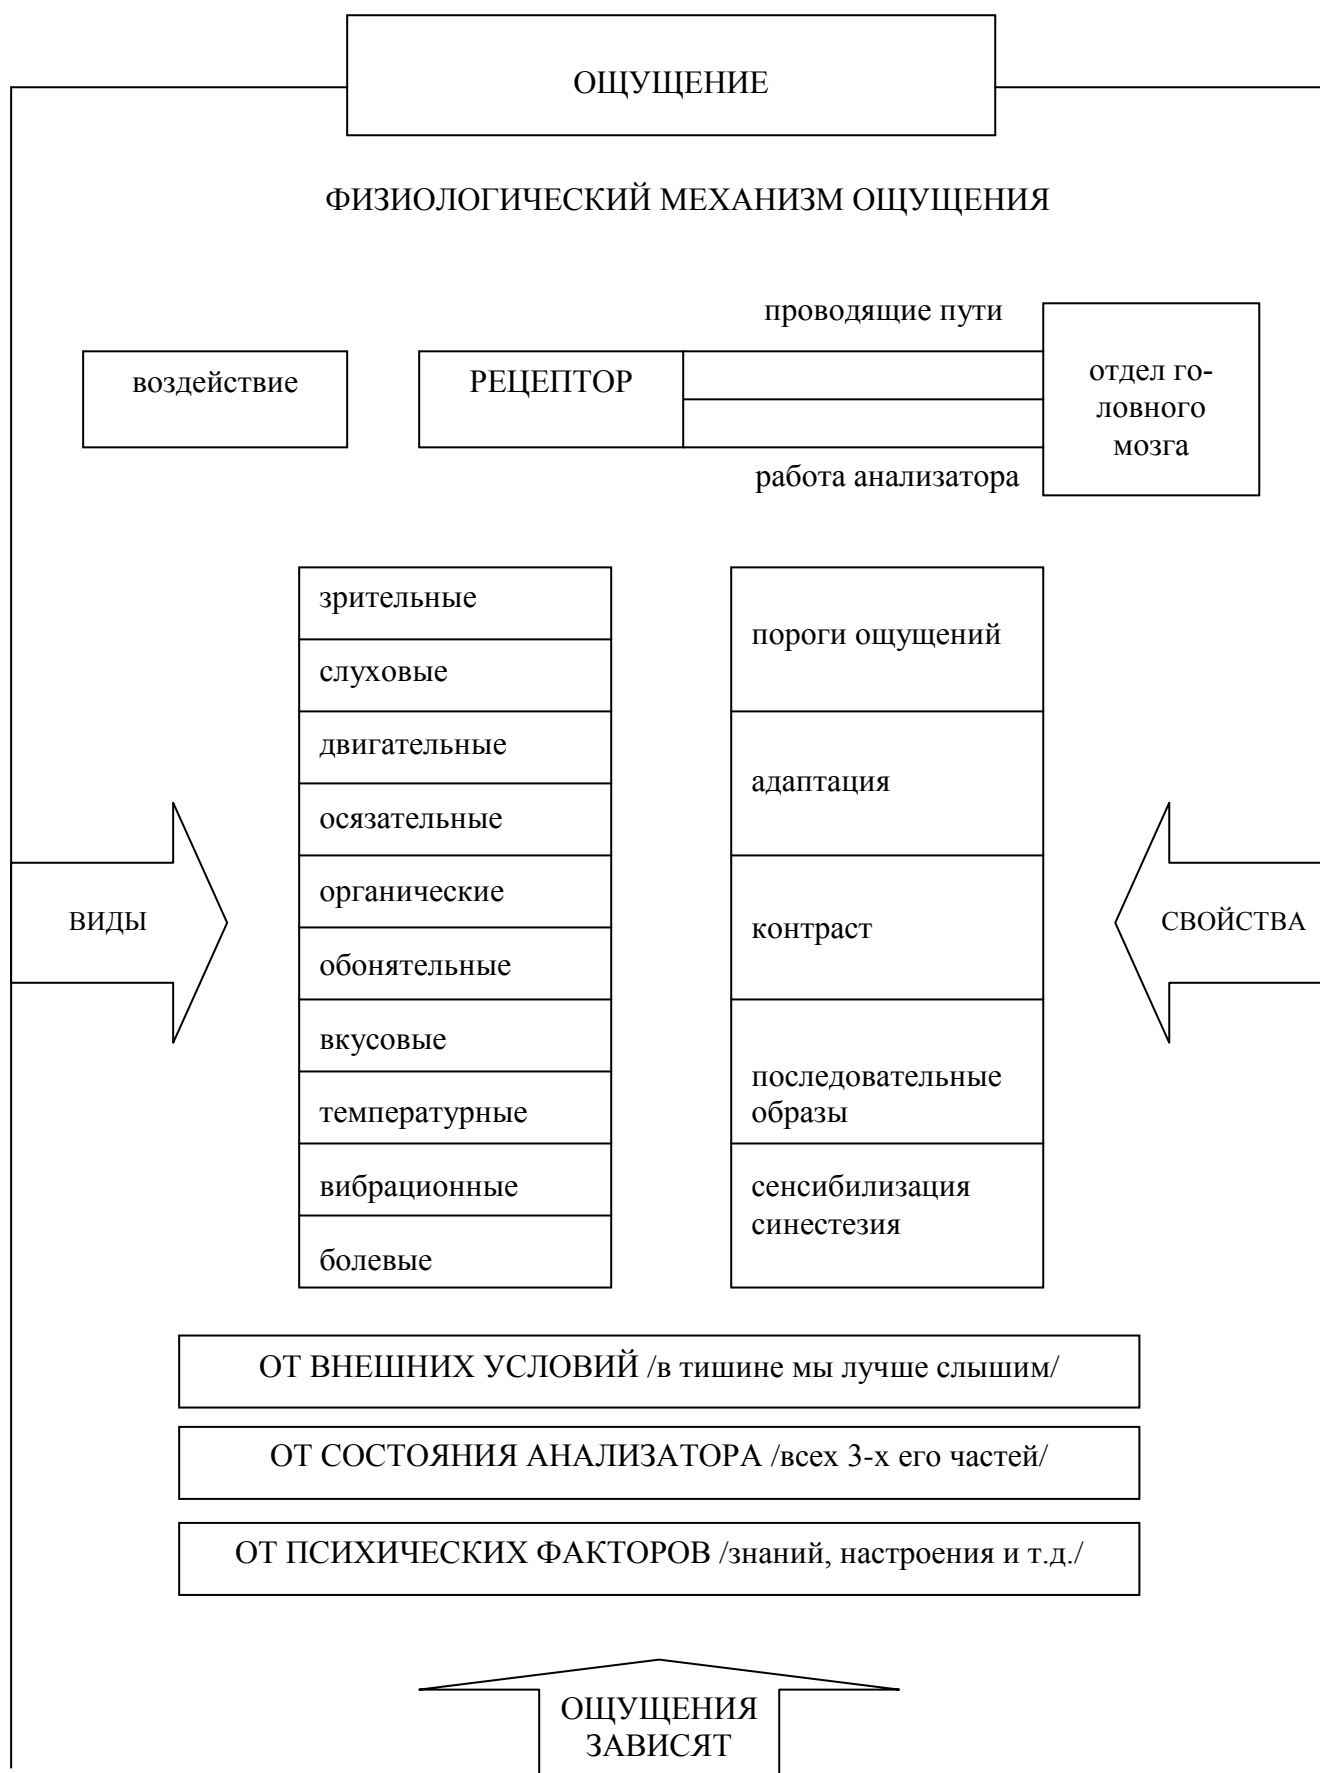 ОЩУЩЕНИЕ
ФИЗИОЛОГИЧЕСКИЙ МЕХАНИЗМ ОЩУЩЕНИЯ
проводящие пути
воздействие
РЕЦЕПТОР
отдел го-
ловного
мозга
работа анализатора
ВИДЫ
зрительные
слуховые
двигательные
осязательные
органические
обонятельные
вкусовые
температурные
вибрационные
болевые
пороги ощущений
адаптация
контраст
последовательные
образы
сенсибилизация
синестезия
СВОЙСТВА
ОТ ВНЕШНИХ УСЛОВИЙ /в тишине мы лучше слышим/
ОТ СОСТОЯНИЯ АНАЛИЗАТОРА /всех 3-х его частей/
ОТ ПСИХИЧЕСКИХ ФАКТОРОВ /знаний, настроения и т.д./
ОЩУЩЕНИЯ
ЗАВИСЯТ